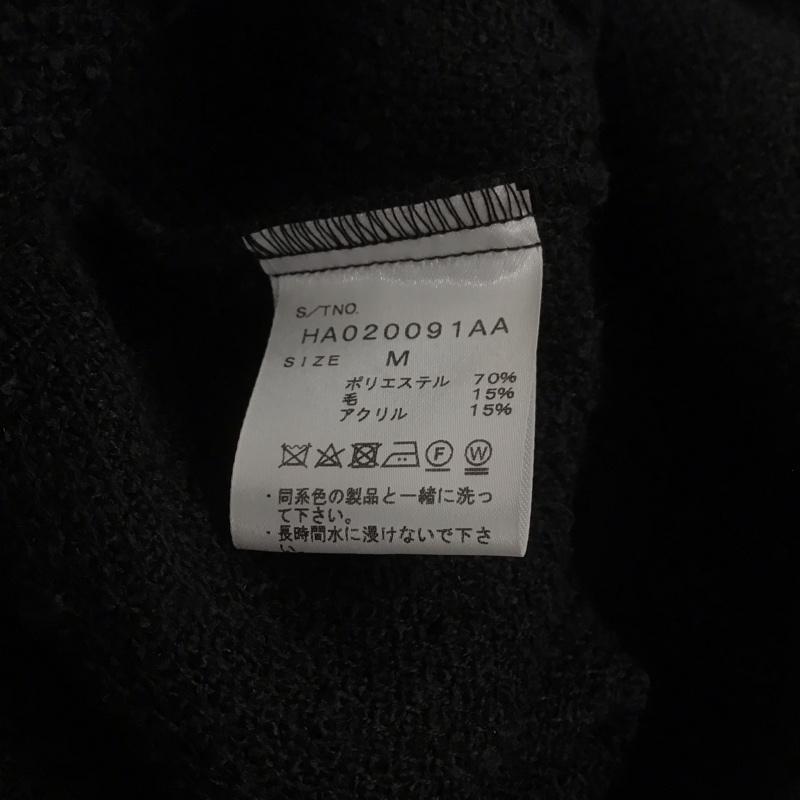 S/TNO.
HA020091AA
SIZE M
ポリエステル 70%
毛 15%
アクリル 15%
F W
・同系色の製品と一緒に洗っ
て下さい。
・長時間水に浸けないで下さ
い。